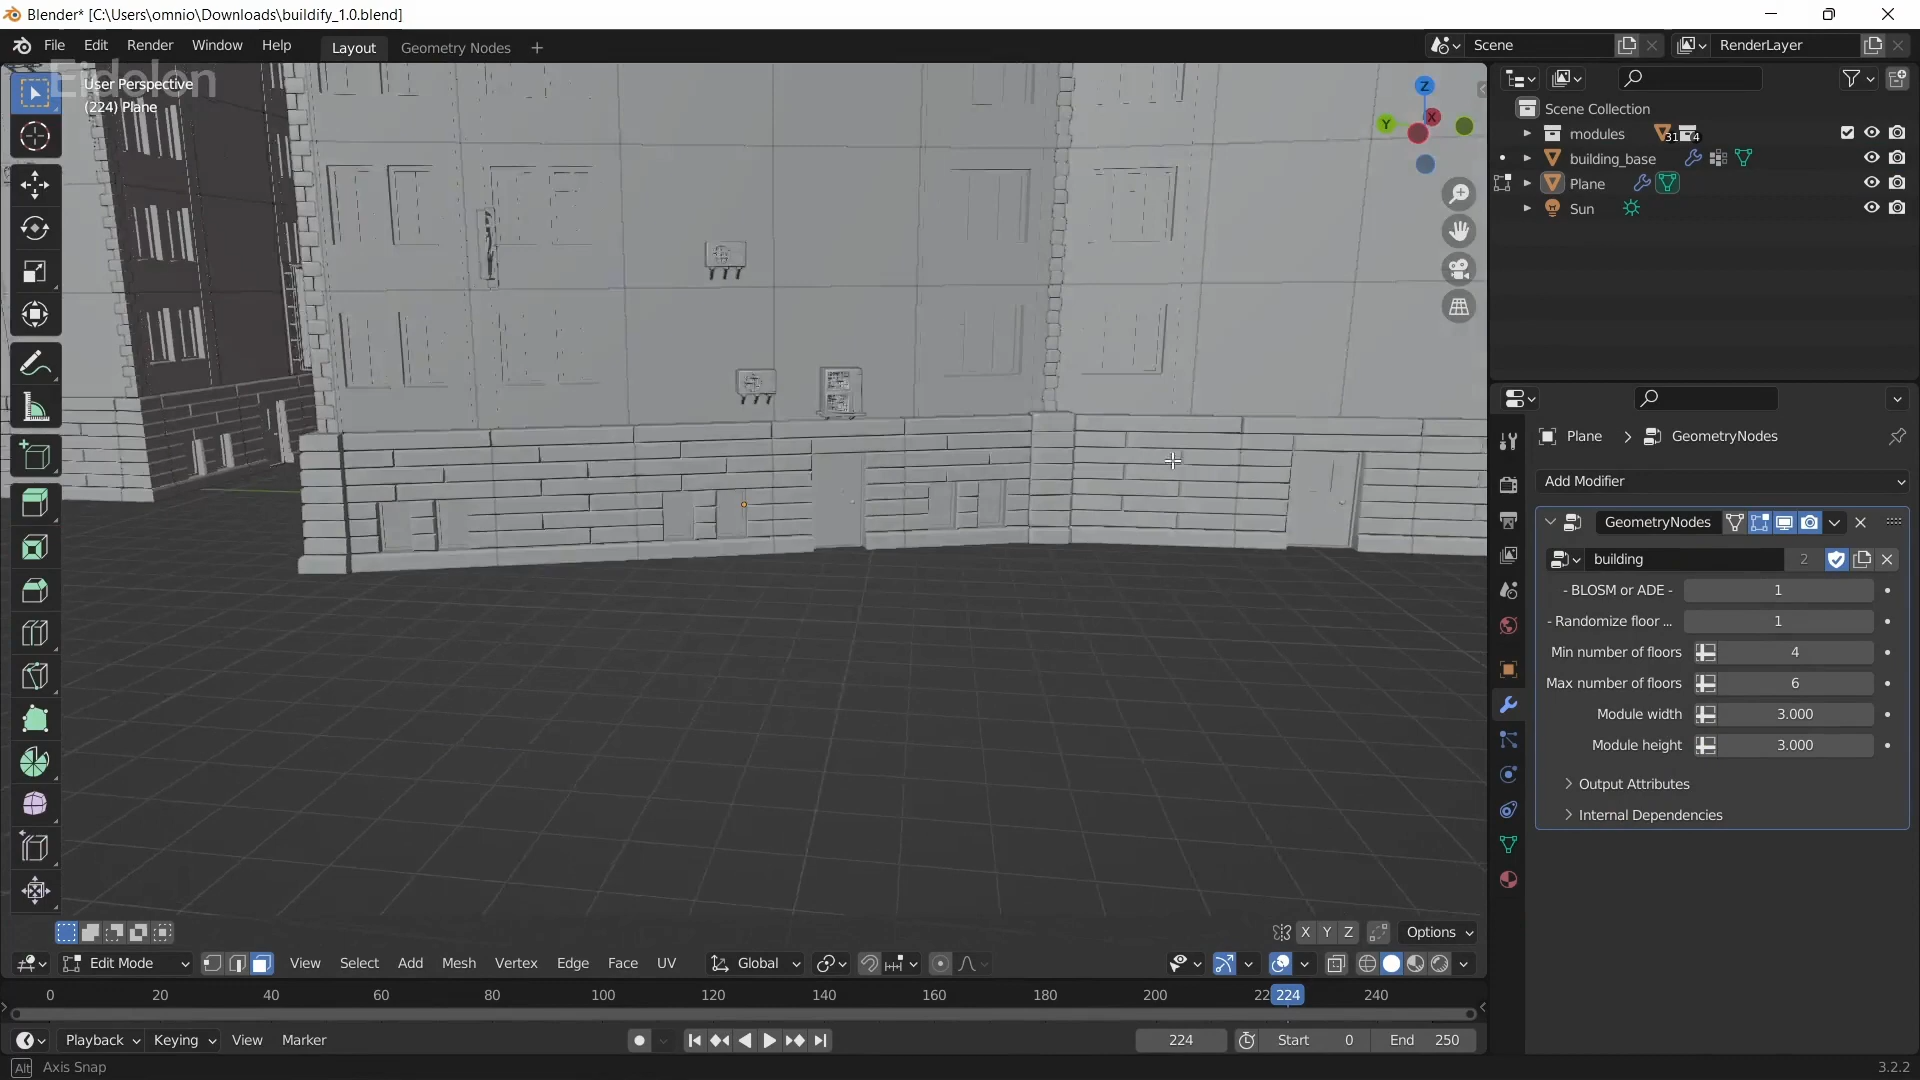 Blender* [C:\Users\omnio\Downloads\buildify_1.0.blend]
File Edit Render Window Help Layout Geometry Nodes + Scene RenderLayer
Eidelon
User Perspective
(224) Plane
Z
X
Y
Scene Collection
modules 31 4
building_base
Plane
Sun
Plane > GeometryNodes
Add Modifier
GeometryNodes
building 2
- BLOSM or ADE - 1
- Randomize floor ... 1
Min number of floors 4
Max number of floors 6
Module width 3.000
Module height 3.000
Output Attributes
Internal Dependencies
X Y Z Options
Edit Mode View Select Add Mesh Vertex Edge Face UV Global
0 20 40 60 80 100 120 140 160 180 200 22 224 240
Playback Keying View Marker 224 Start 0 End 250
Alt Axis Snap 3.2.2